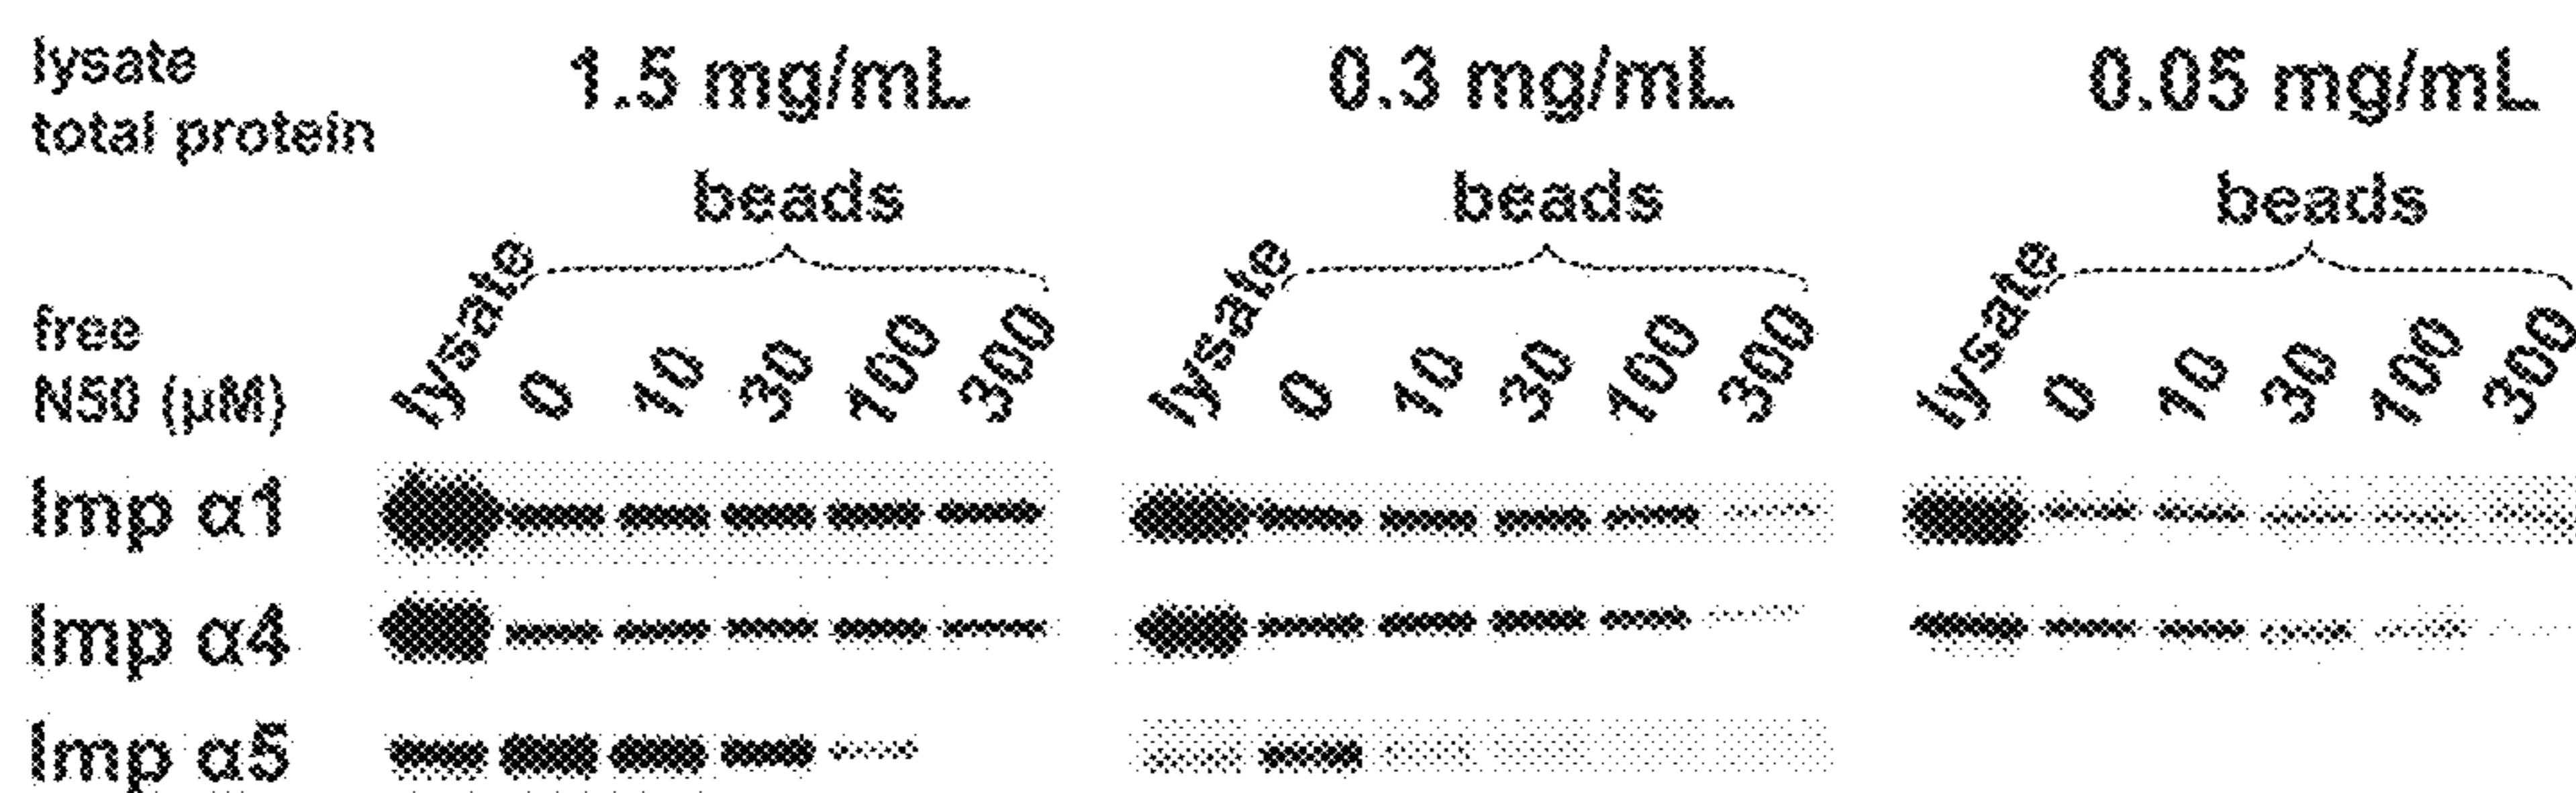 lysate
total protein
1.5 mg/mL 0.3 mg/mL 0.05 mg/mL
beads beads beads
free
N50 (µM)
lysate 0 10 30 100 300 lysate 0 10 30 100 300 lysate 0 10 30 100 300
Imp α1
Imp α4
Imp α5